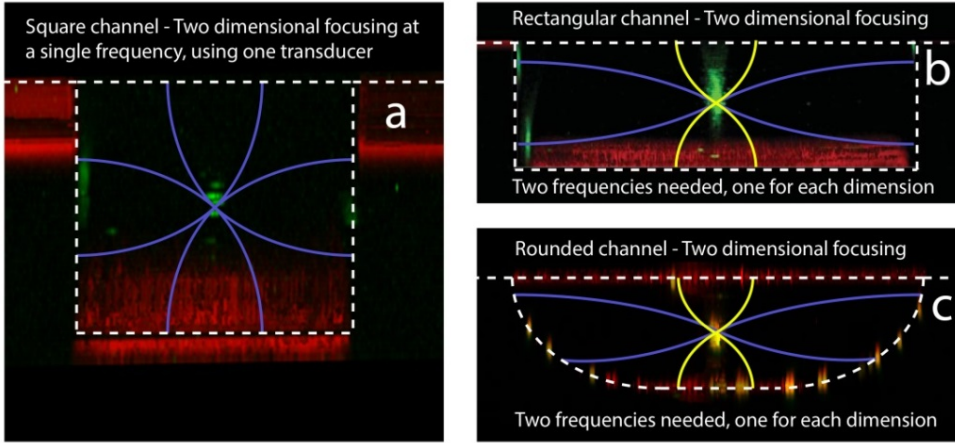 Square channel - Two dimensional focusing at
a single frequency, using one transducer
a
Rectangular channel - Two dimensional focusing
b
Two frequencies needed, one for each dimension
Rounded channel - Two dimensional focusing
c
Two frequencies needed, one for each dimension